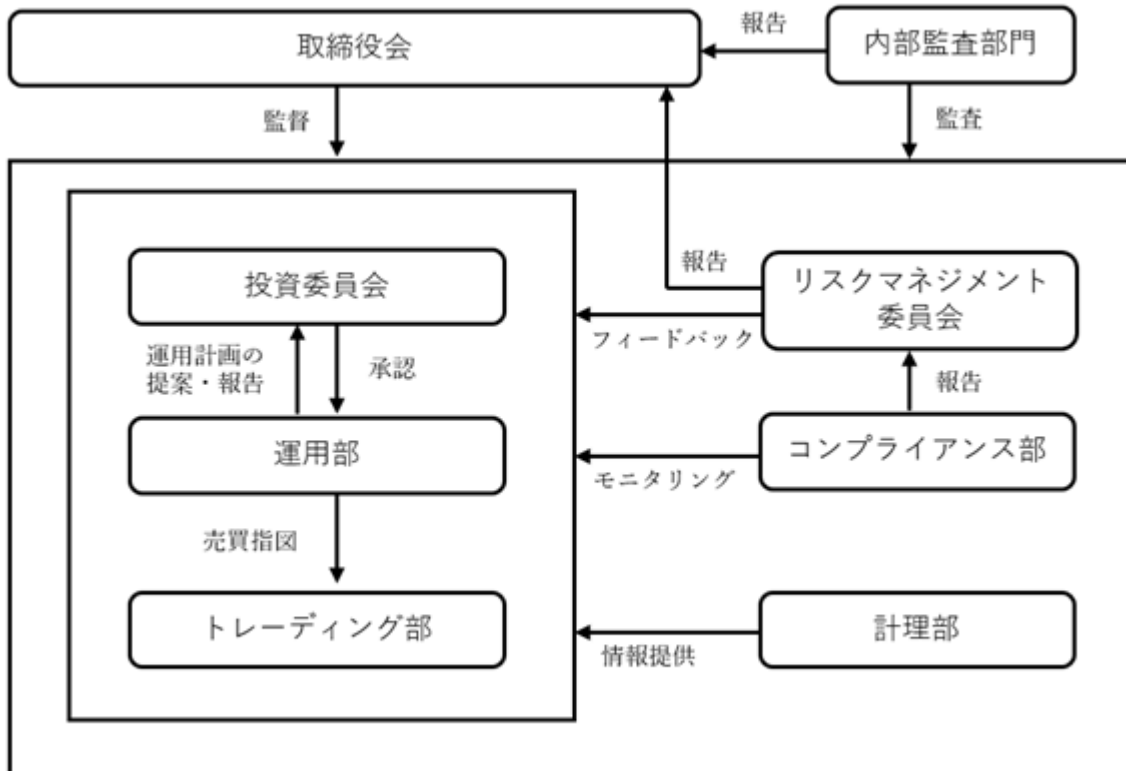 取締役会
報告
内部監査部門
監督
監査
投資委員会
報告
リスクマネジメント
委員会
フィードバック
運用計画の
提案・報告
承認
報告
運用部
コンプライアンス部
モニタリング
売買指図
トレーディング部
計理部
情報提供